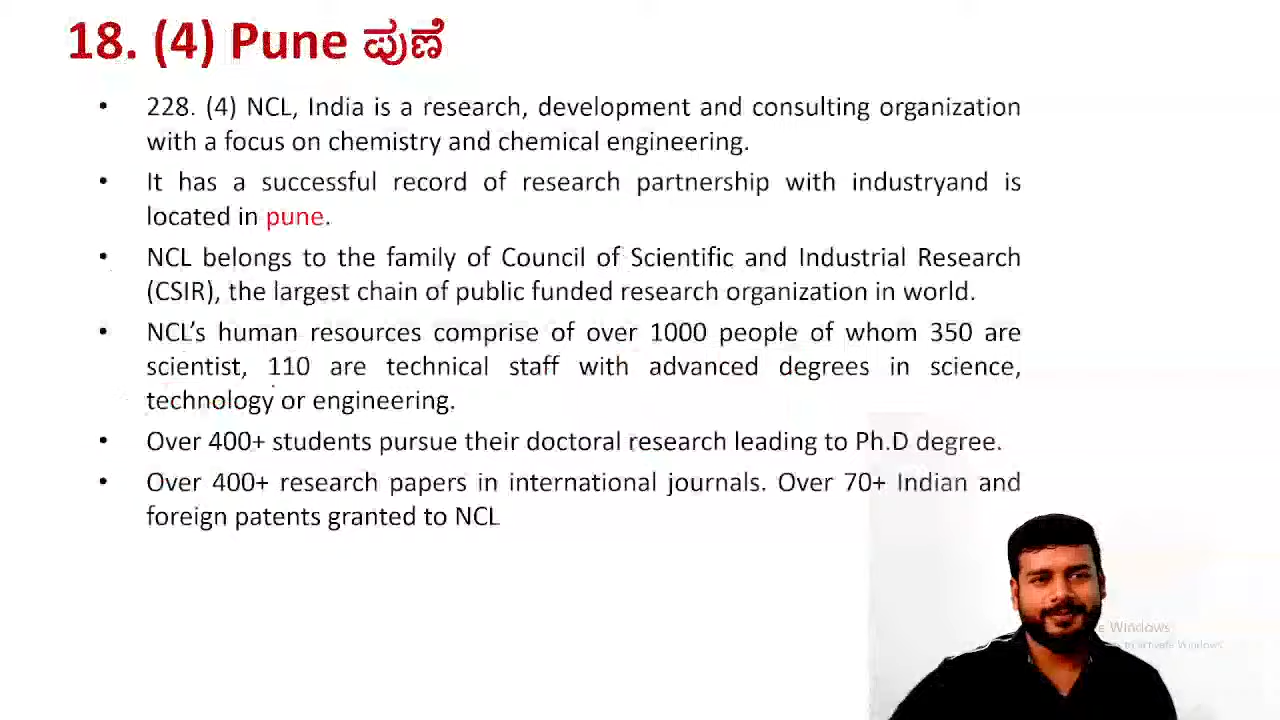 18. (4) Pune ಪುಣೆ
• 228. (4) NCL, India is a research, development and consulting organization
with a focus on chemistry and chemical engineering.
• It has a successful record of research partnership with industryand is
located in pune.
• NCL belongs to the family of Council of Scientific and Industrial Research
(CSIR), the largest chain of public funded research organization in world.
• NCL's human resources comprise of over 1000 people of whom 350 are
scientist, 110 are technical staff with advanced degrees in science,
technology or engineering.
• Over 400+ students pursue their doctoral research leading to Ph.D degree.
• Over 400+ research papers in international journals. Over 70+ Indian and
foreign patents granted to NCL
Windows
to activate Windows